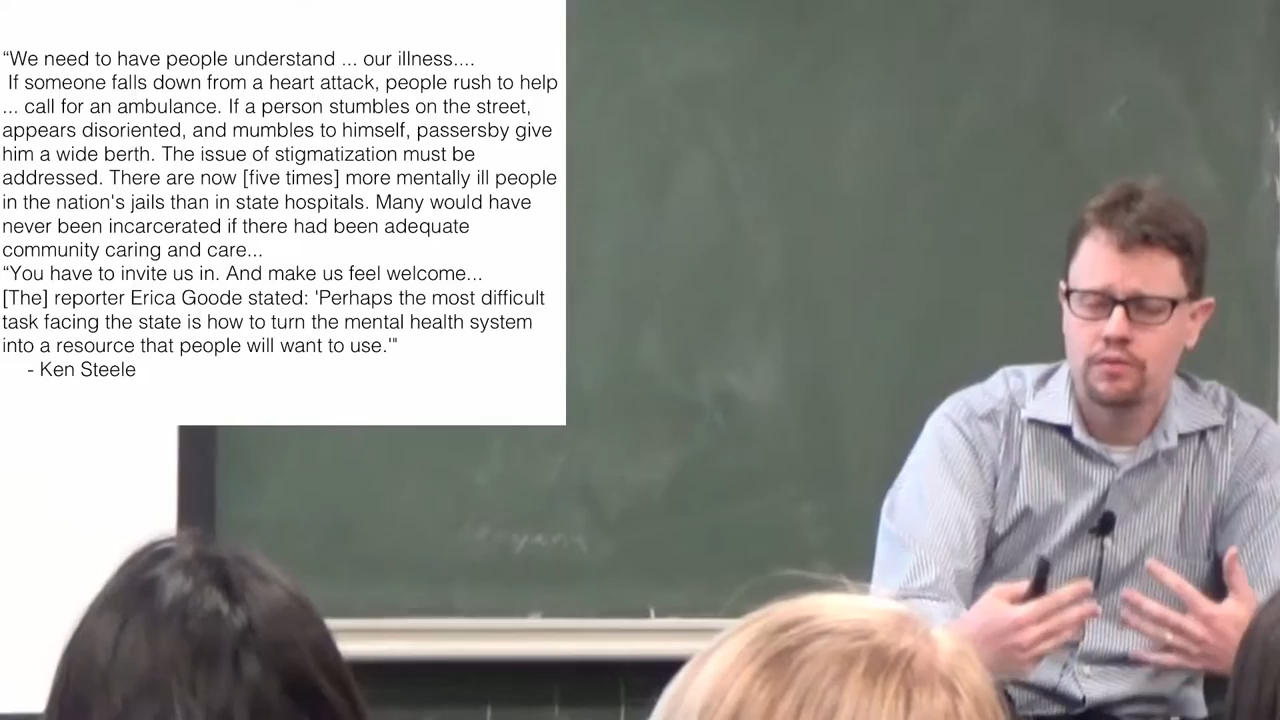 “We need to have people understand ... our illness....
If someone falls down from a heart attack, people rush to help
... call for an ambulance. If a person stumbles on the street,
appears disoriented, and mumbles to himself, passersby give
him a wide berth. The issue of stigmatization must be
addressed. There are now [five times] more mentally ill people
in the nation's jails than in state hospitals. Many would have
never been incarcerated if there had been adequate
community caring and care...
“You have to invite us in. And make us feel welcome...
[The] reporter Erica Goode stated: 'Perhaps the most difficult
task facing the state is how to turn the mental health system
into a resource that people will want to use.'"
- Ken Steele